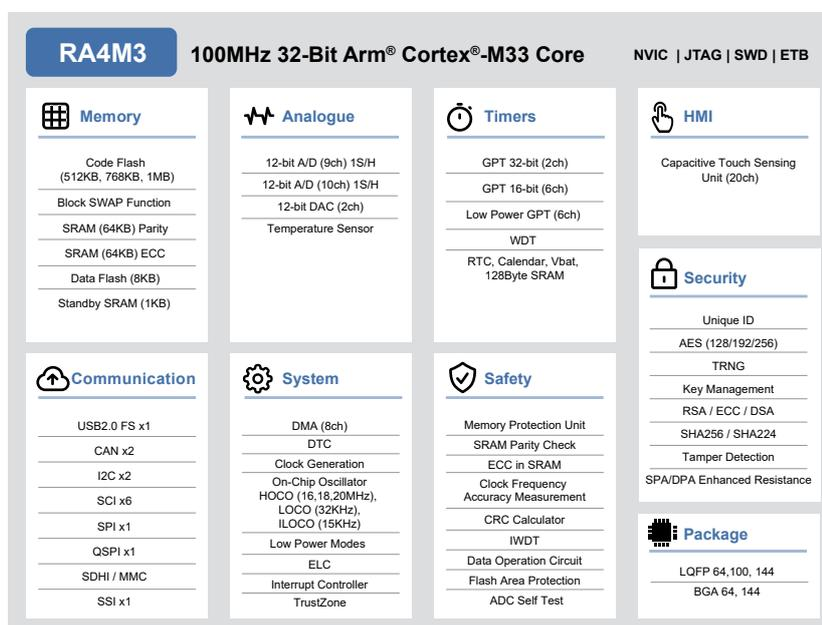 RA4M3
100MHz 32-Bit Arm® Cortex®-M33 Core
NVIC | JTAG | SWD | ETB
Memory
Code Flash
(512KB, 768KB, 1MB)
Block SWAP Function
SRAM (64KB) Parity
SRAM (64KB) ECC
Data Flash (8KB)
Standby SRAM (1KB)
Analogue
12-bit A/D (9ch) 1S/H
12-bit A/D (10ch) 1S/H
12-bit DAC (2ch)
Temperature Sensor
Timers
GPT 32-bit (2ch)
GPT 16-bit (6ch)
Low Power GPT (6ch)
WDT
RTC, Calendar, Vbat,
128Byte SRAM
HMI
Capacitive Touch Sensing
Unit (20ch)
Security
Unique ID
AES (128/192/256)
TRNG
Key Management
RSA / ECC / DSA
SHA256 / SHA224
Tamper Detection
SPA/DPA Enhanced Resistance
Communication
USB2.0 FS x1
CAN x2
I2C x2
SCI x6
SPI x1
QSPI x1
SDHI / MMC
SSI x1
System
DMA (8ch)
DTC
Clock Generation
On-Chip Oscillator
HOCO (16,18,20MHz),
LOCO (32KHz),
ILOCO (15KHz)
Low Power Modes
ELC
Interrupt Controller
TrustZone
Safety
Memory Protection Unit
SRAM Parity Check
ECC in SRAM
Clock Frequency
Accuracy Measurement
CRC Calculator
IWDT
Data Operation Circuit
Flash Area Protection
ADC Self Test
Package
LQFP 64,100, 144
BGA 64, 144